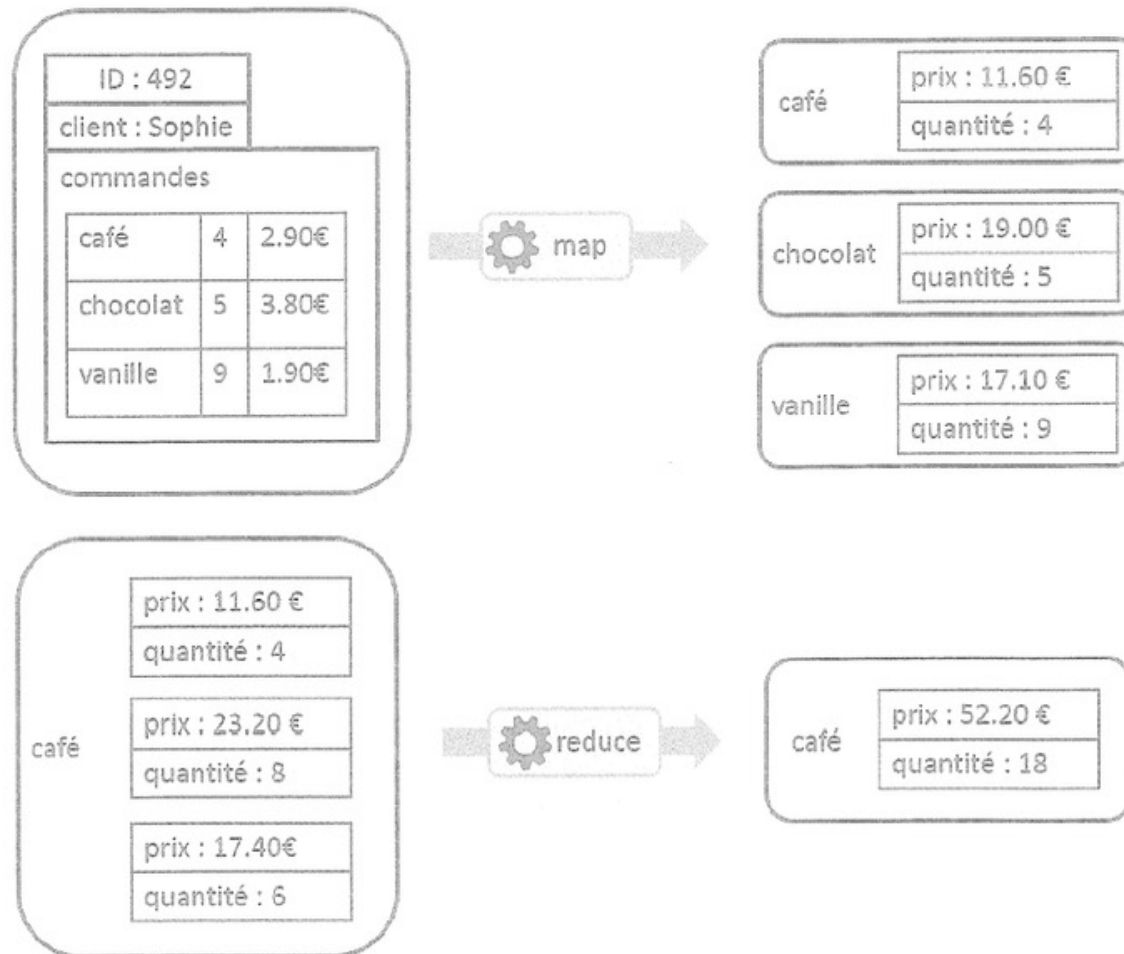 ID : 492
client : Sophie
commandes
café 4 2.90€
chocolat 5 3.80€
vanille 9 1.90€
map
café
prix : 11.60 €
quantité : 4
chocolat
prix : 19.00 €
quantité : 5
vanille
prix : 17.10 €
quantité : 9
café
prix : 11.60 €
quantité : 4
prix : 23.20 €
quantité : 8
prix : 17.40€
quantité : 6
reduce
café
prix : 52.20 €
quantité : 18